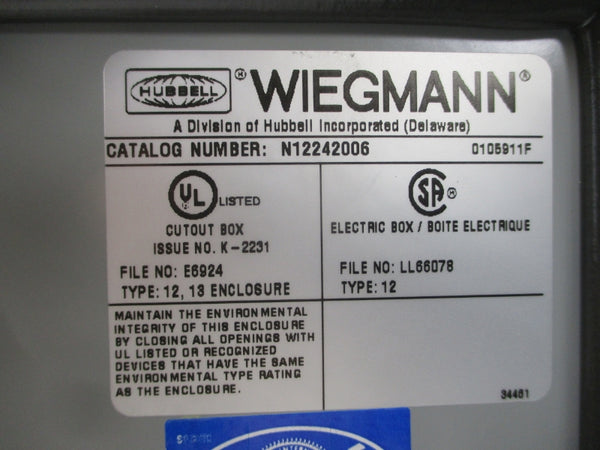 HUBBELL ® WIEGMANN®
A Division of Hubbell Incorporated (Delaware)
CATALOG NUMBER: N12242006 0105911F
UL LISTED
CUTOUT BOX
ISSUE NO. K-2231
FILE NO: E6924
TYPE: 12, 13 ENCLOSURE
SA ®
ELECTRIC BOX / BOITE ELECTRIQUE
FILE NO: LL66078
TYPE: 12
MAINTAIN THE ENVIRONMENTAL
INTEGRITY OF THIS ENCLOSURE
BY CLOSING ALL OPENINGS WITH
UL LISTED OR RECOGNIZED
DEVICES THAT HAVE THE SAME
ENVIRONMENTAL TYPE RATING
AS THE ENCLOSURE.
34461